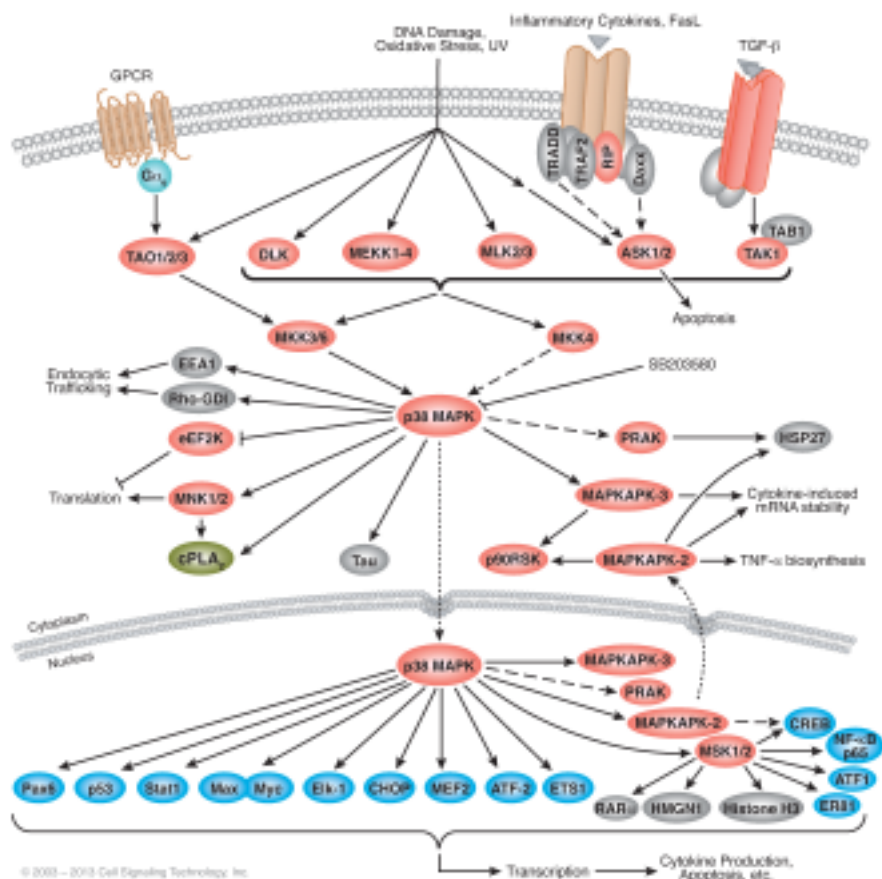 DNA Damage,
Oxidative Stress, UV
Inflammatory Cytokines, FasL
TGF-β
GPCR
TRADD
TRAF2
RIP
Daxx
TAB1
TAO1/2/3
DLK
MEKK1-4
MLK2/3
ASK1/2
TAK1
Apoptosis
MKK3/6
MKK4
EEA1
Endocytic
Trafficking
Rho-GDI
SB203580
p38 MAPK
eEF2K
PRAK
HSP27
Translation
MNK1/2
MAPKAPK-3
Cytokine-induced
mRNA stability
cPLA₂
Tau
p90RSK
MAPKAPK-2
TNF-α biosynthesis
Cytoplasm
Nucleus
p38 MAPK
MAPKAPK-3
PRAK
MAPKAPK-2
CREB
MSK1/2
NF-κB
p65
Pax6
p53
Stat1
Max
Myc
Elk-1
CHOP
MEF2
ATF-2
ETS1
ATF1
RARα
HMGN1
Histone H3
© 2003 – 2013 Cell Signaling Technology, Inc.
Transcription
Cytokine Production,
Apoptosis, etc.